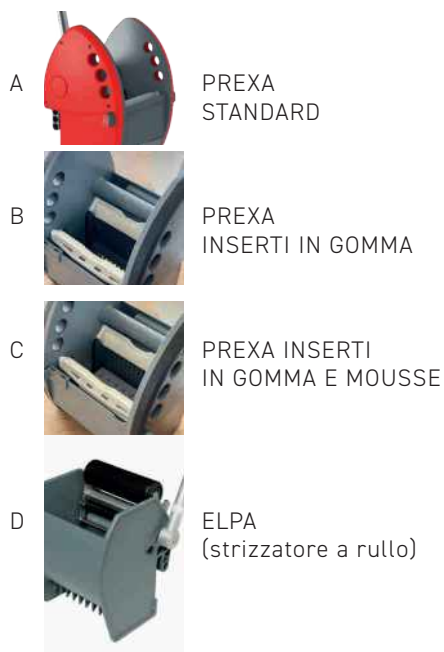 A
PREXA
STANDARD
B
PREXA
INSERTI IN GOMMA
C
PREXA INSERTI
IN GOMMA E MOUSSE
D
ELPA
(strizzatore a rullo)